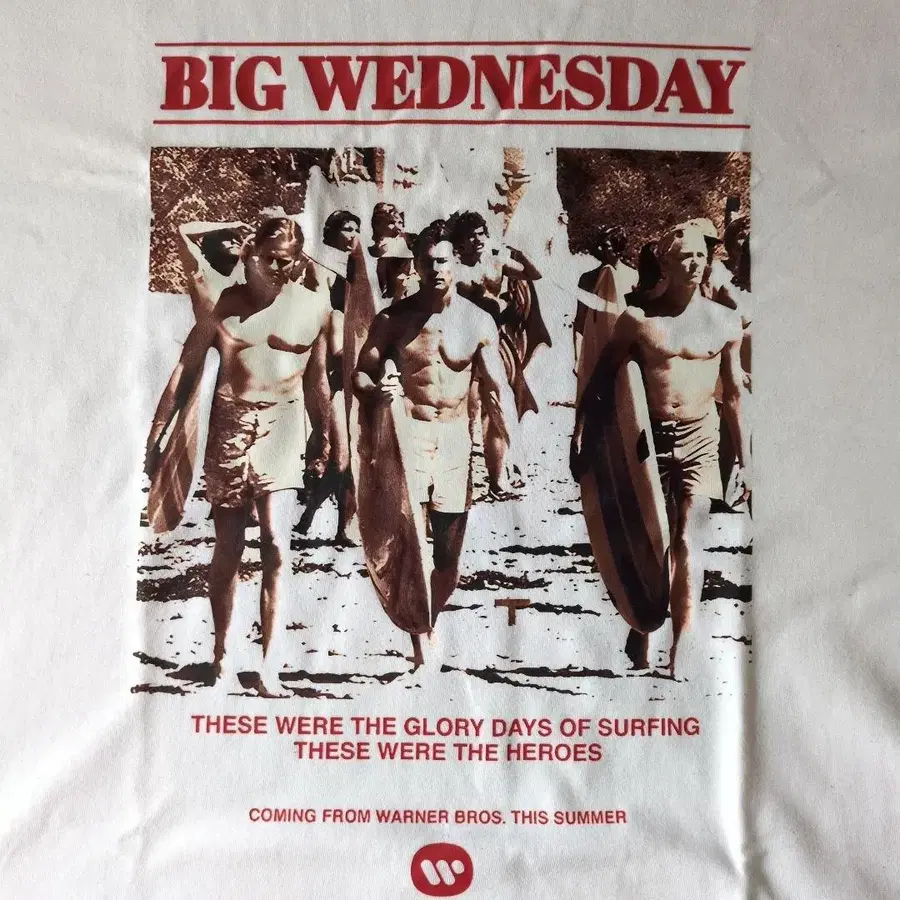 BIG WEDNESDAY
THESE WERE THE GLORY DAYS OF SURFING
THESE WERE THE HEROES
COMING FROM WARNER BROS. THIS SUMMER